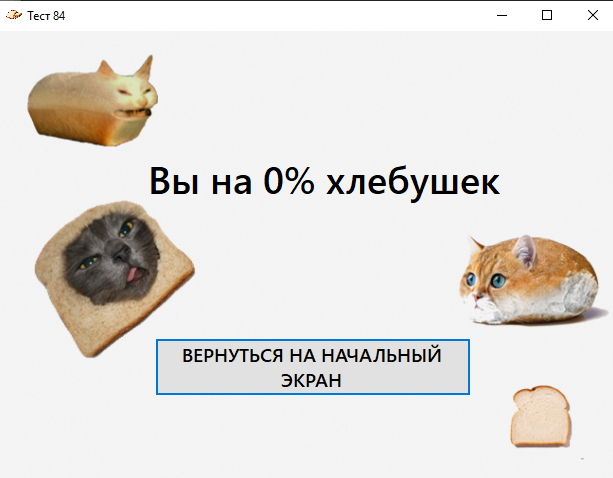 Тест 84
Вы на 0% хлебушек
ВЕРНУТЬСЯ НА НАЧАЛЬНЫЙ
ЭКРАН